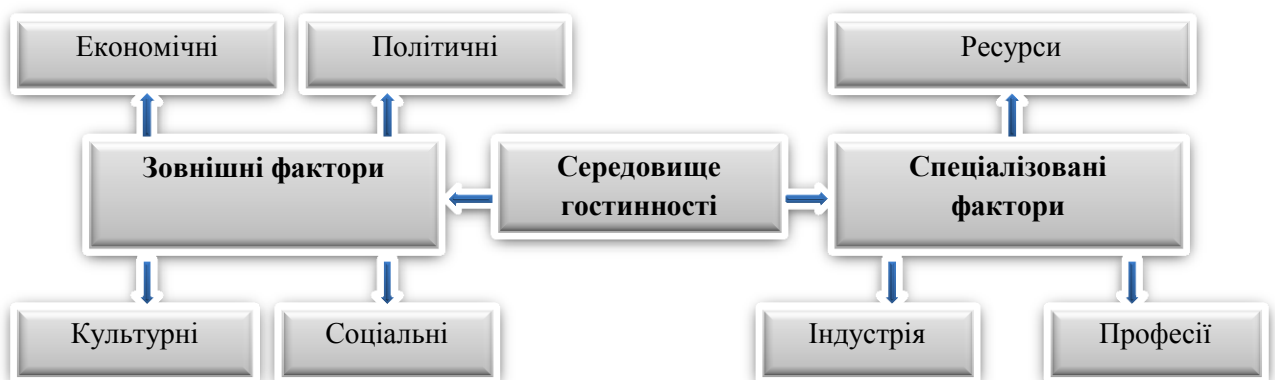 Економічні
Політичні
Ресурси
Зовнішні фактори
Середовище
гостинності
Спеціалізовані
фактори
Культурні
Соціальні
Індустрія
Професії